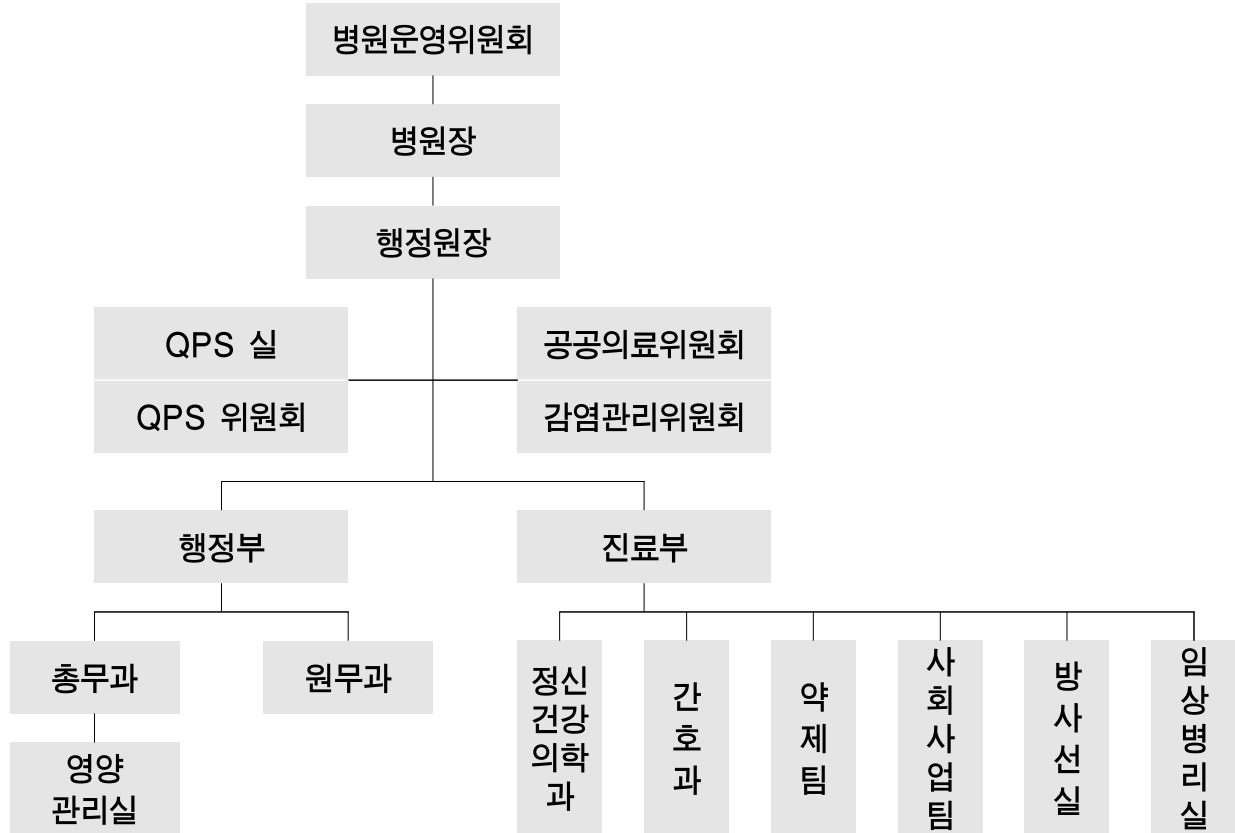 병원운영위원회
병원장
행정원장
QPS 실
공공의료위원회
QPS 위원회
감염관리위원회
행정부
진료부
총무과
원무과
영양
관리실
정신
건강
의학
과
간
호
과
약
제
팀
사
회
사
업
팀
방
사
선
실
임
상
병
리
실